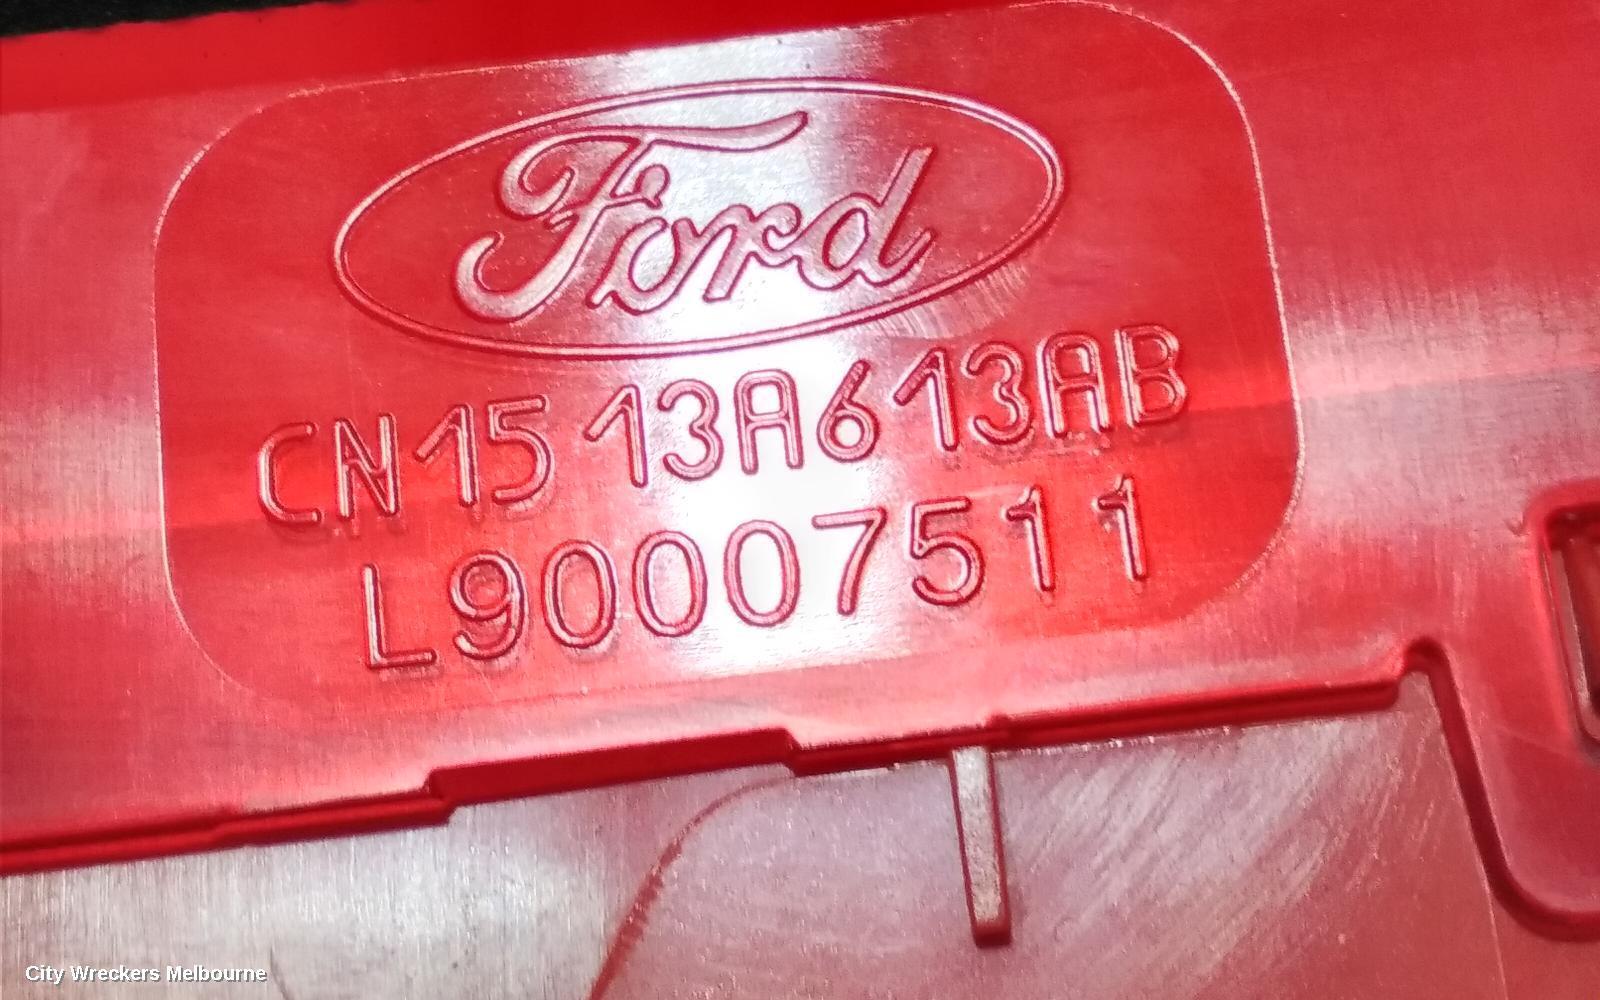 Ford
CN15 13A613AB
L90007511
City Wreckers Melbourne